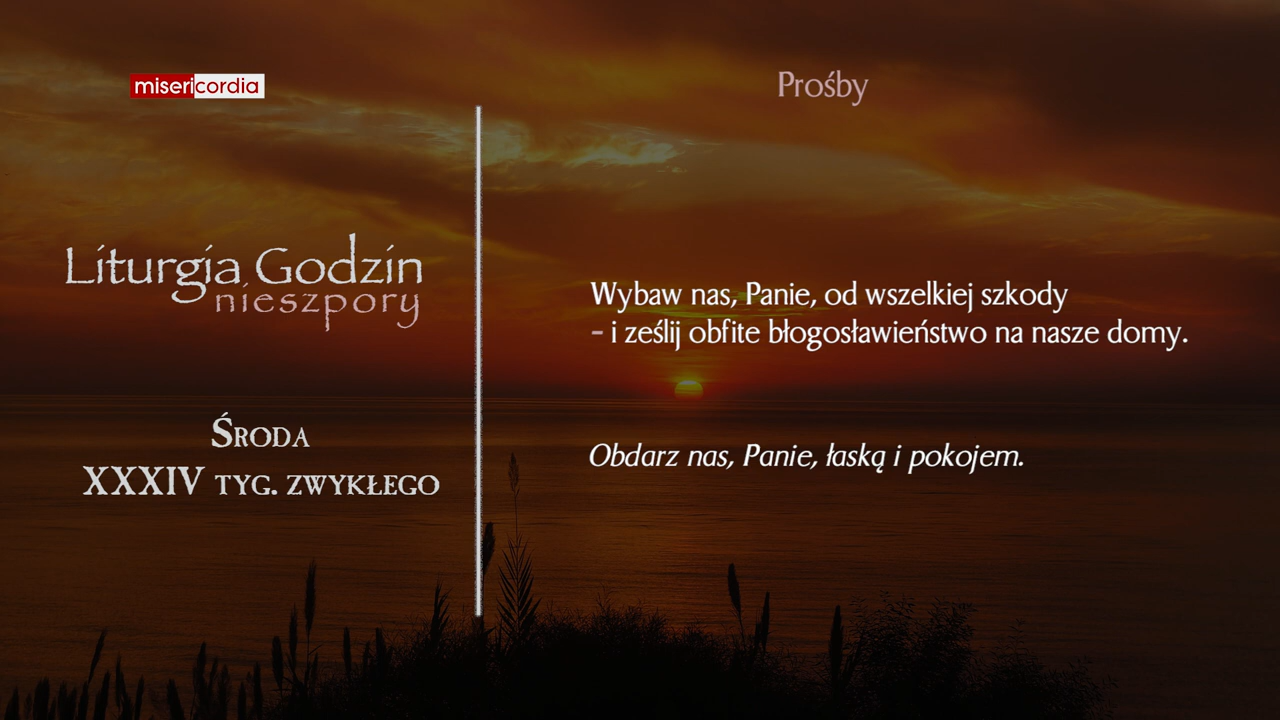 misericordia
Liturgia Godzin
nieszpory
Środa
XXXIV tyg. zwykłego
Prośby
Wybaw nas, Panie, od wszelkiej szkody
– i ześlij obfite błogosławieństwo na nasze domy.
Obdarz nas, Panie, łaską i pokojem.